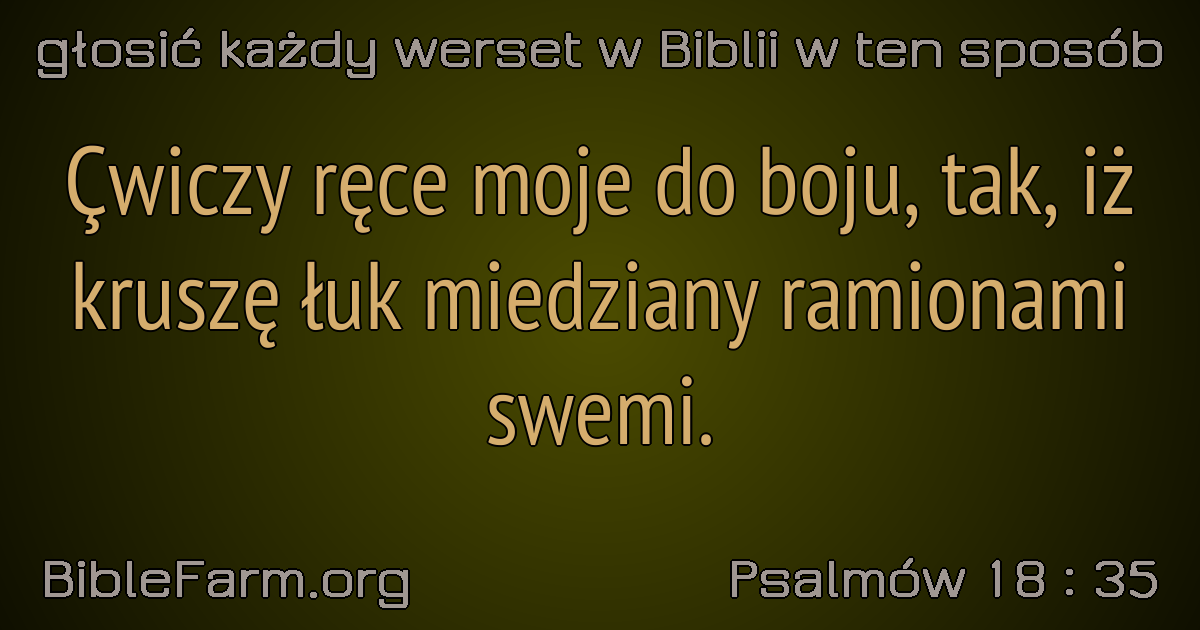 głosić każdy werset w Biblii w ten sposób
Çwiczy ręce moje do boju, tak, iż
kruszę łuk miedziany ramionami
swemi.
BibleFarm.org
Psalmów 18 : 35